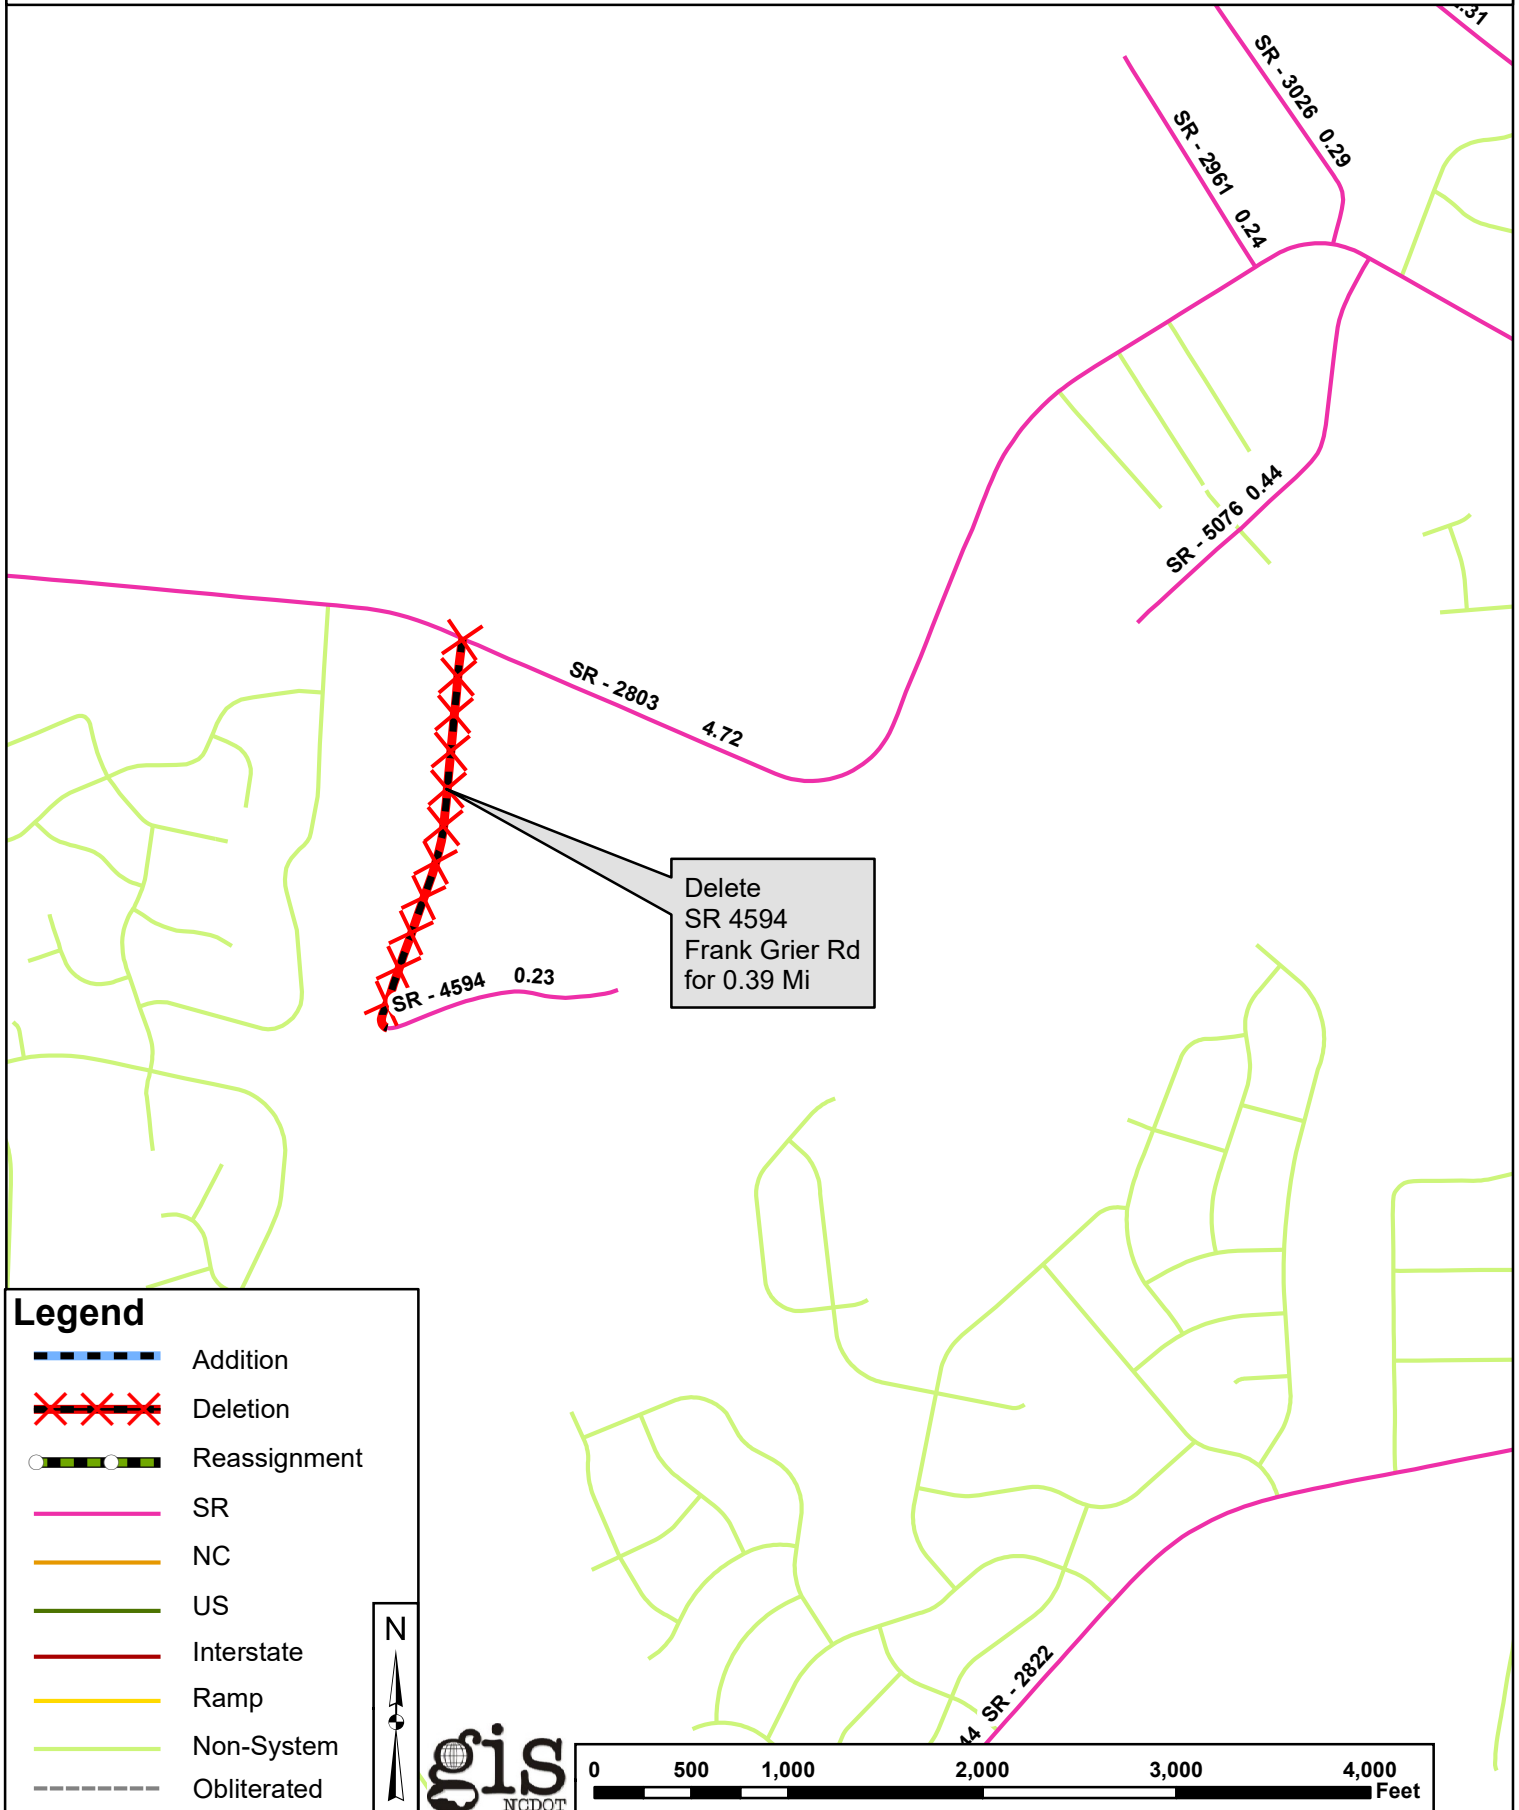 .31
SR - 3026 0.29
SR - 2961 0.24
SR - 5076 0.44
SR - 2803 4.72
Delete
SR 4594
Frank Grier Rd
for 0.39 Mi
SR - 4594 0.23
Legend
Addition
Deletion
Reassignment
SR
NC
US
Interstate
Ramp
Non-System
Obliterated
N
gis
NCDOT
44 SR - 2822
0 500 1,000 2,000 3,000 4,000
Feet